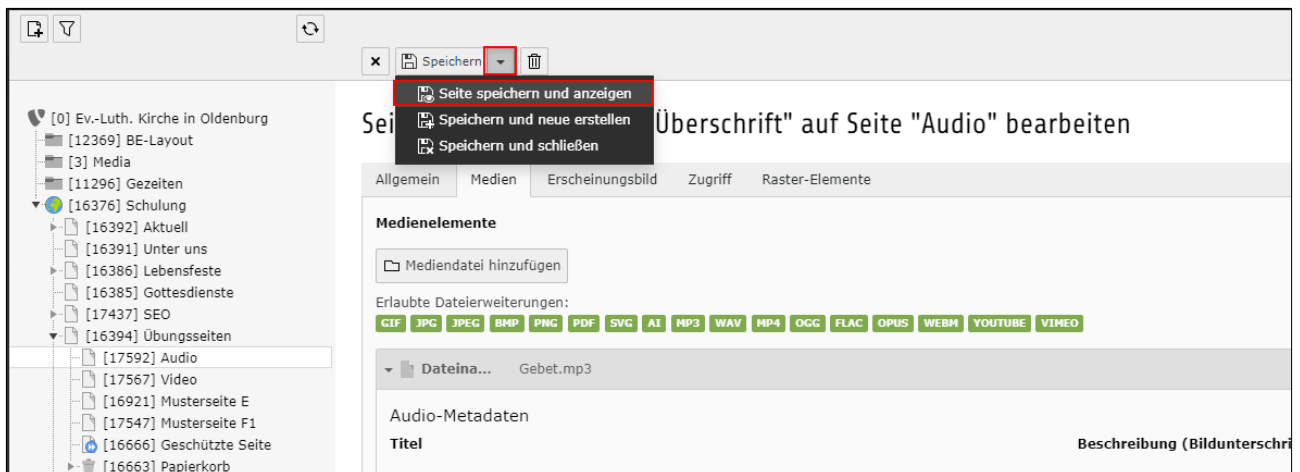 Speichern
Seite speichern und anzeigen
Speichern und neue erstellen
Speichern und schließen
[0] Ev.-Luth. Kirche in Oldenburg
[12369] BE-Layout
[3] Media
[11296] Gezeiten
[16376] Schulung
[16392] Aktuell
[16391] Unter uns
[16386] Lebensfeste
[16385] Gottesdienste
[17437] SEO
[16394] Übungsseiten
[17592] Audio
[17567] Video
[16921] Musterseite E
[17547] Musterseite F1
[16666] Geschützte Seite
[16663] Papierkorb
Sei Überschrift" auf Seite "Audio" bearbeiten
Allgemein Medien Erscheinungsbild Zugriff Raster-Elemente
Medienelemente
Mediendatei hinzufügen
Erlaubte Dateierweiterungen:
GIF JPG JPEG BMP PNG PDF SVG AI MP3 WAV MP4 OGG FLAC OPUS WEBM YOUTUBE VIMEO
Dateina... Gebet.mp3
Audio-Metadaten
Titel Beschreibung (Bildunterschri